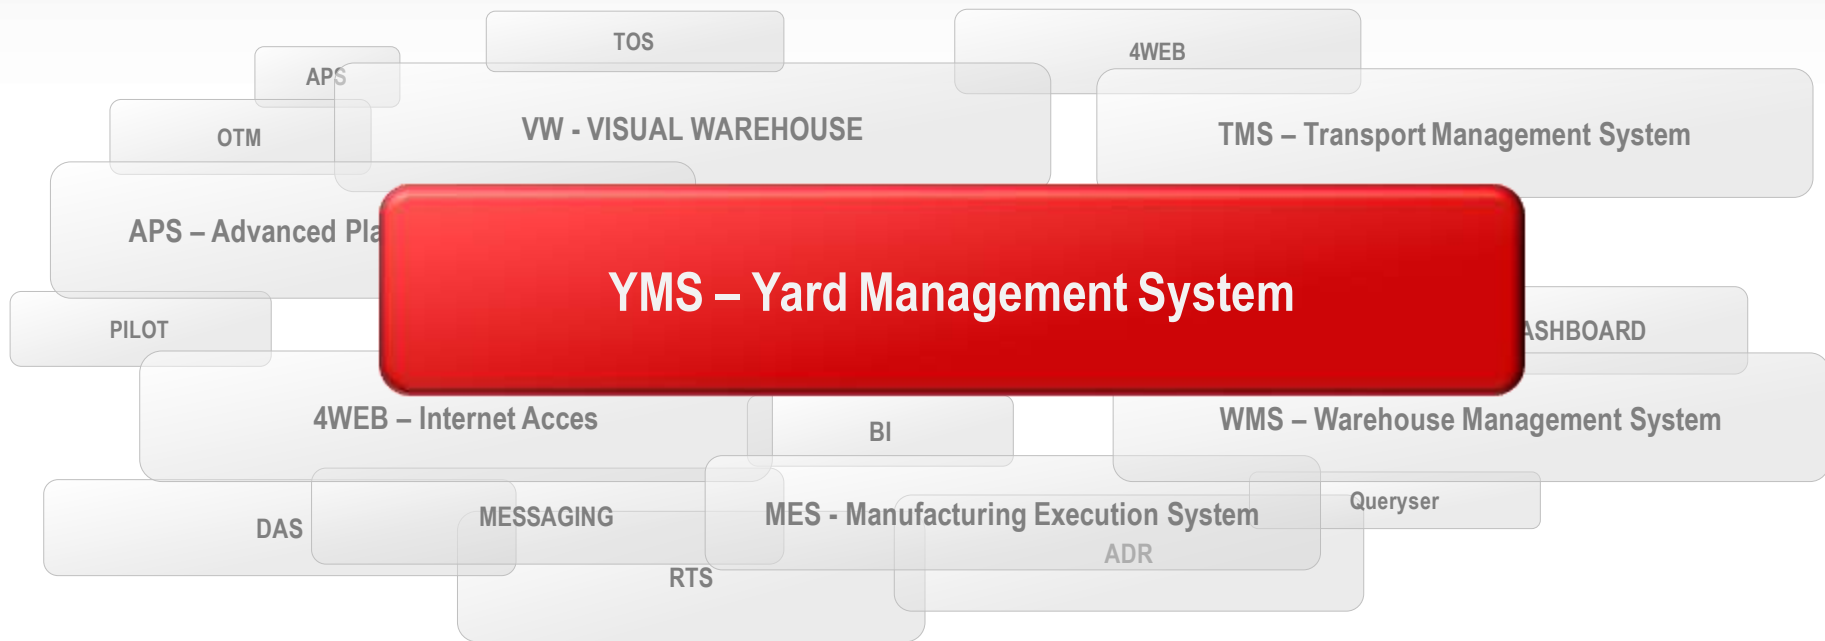 TOS
4WEB
APS
VW - VISUAL WAREHOUSE
TMS – Transport Management System
OTM
APS – Advanced Pla
YMS – Yard Management System
PILOT
ASHBOARD
4WEB – Internet Acces
BI
WMS – Warehouse Management System
Queryser
MESSAGING
MES - Manufacturing Execution System
DAS
ADR
RTS